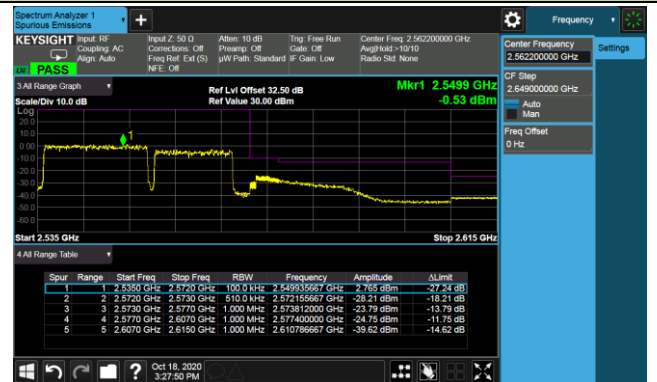 Spectrum Analyzer 1
Spurious Emissions
Frequency
KEYSIGHT
Input: RF
Coupling: AC
Align: Auto
Input Z: 50 Ω
Corrections: Off
Freq Ref: Ext (S)
NFE: Off
Atten: 10 dB
Preamp: Off
µW Path: Standard
Trig: Free Run
Gate: Off
IF Gain: Low
Center Freq: 2.562200000 GHz
Avg|Hold:>10/10
Radio Std: None
LXI PASS
3 All Range Graph
Scale/Div 10.0 dB
Ref Lvl Offset 32.50 dB
Ref Value 30.00 dBm
Mkr1 2.5499 GHz
-0.53 dBm
Log
20.0
10.0
0.00
-10.0
-20.0
-30.0
-40.0
-50.0
-60.0
1
Start 2.535 GHz
Stop 2.615 GHz
4 All Range Table
Spur Range Start Freq Stop Freq RBW Frequency Amplitude ΔLimit
1 1 2.5350 GHz 2.5720 GHz 100.0 kHz 2.549935667 GHz 2.765 dBm -27.24 dB
2 2 2.5720 GHz 2.5730 GHz 510.0 kHz 2.572155667 GHz -28.21 dBm -18.21 dB
3 3 2.5730 GHz 2.5770 GHz 1.000 MHz 2.573812000 GHz -23.79 dBm -13.79 dB
4 4 2.5770 GHz 2.6070 GHz 1.000 MHz 2.577400000 GHz -24.75 dBm -11.75 dB
5 5 2.6070 GHz 2.6150 GHz 1.000 MHz 2.610786667 GHz -39.62 dBm -14.62 dB
Center Frequency
2.562200000 GHz
Settings
CF Step
2.649000000 GHz
Auto
Man
Freq Offset
0 Hz
?
Oct 18, 2020
3:27:50 PM